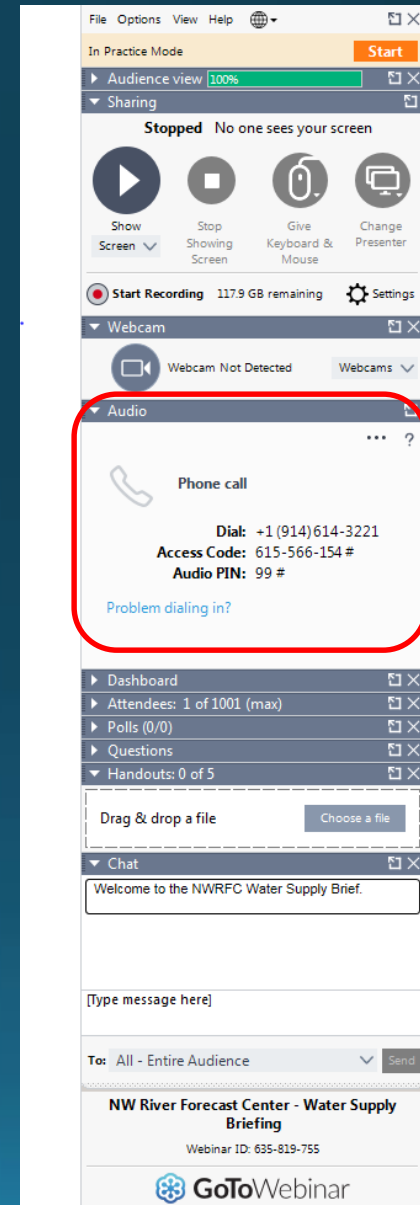 File Options View Help
In Practice Mode Start
Audience view 100%
Sharing
Stopped No one sees your screen
Show Stop Give Change
Screen Showing Keyboard & Presenter
Screen Mouse
Start Recording 117.9 GB remaining Settings
Webcam
Webcam Not Detected Webcams
Audio
... ?
Phone call
Dial: +1 (914) 614-3221
Access Code: 615-566-154 #
Audio PIN: 99 #
Problem dialing in?
Dashboard
Attendees: 1 of 1001 (max)
Polls (0/0)
Questions
Handouts: 0 of 5
Drag & drop a file Choose a file
Chat
Welcome to the NWRFC Water Supply Brief.
[Type message here]
To: All - Entire Audience Send
NW River Forecast Center - Water Supply
Briefing
Webinar ID: 635-819-755
GoToWebinar